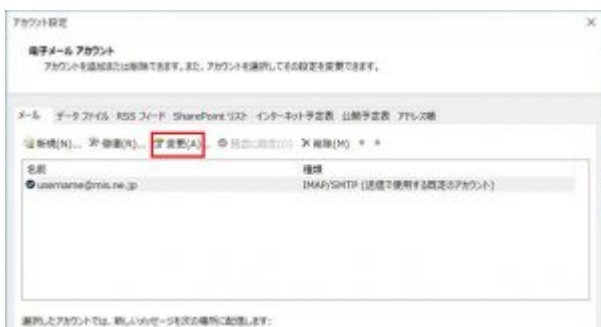 アカウント設定
電子メール アカウント
アカウントを追加または削除できます。また、アカウントを選択してその設定を変更できます。
メール データ ファイル RSS フィード SharePoint リスト インターネット予定表 公開予定表 アドレス帳
新規(N)... 修復(R)... 変更(A)... 既定に設定(D) 削除(M)
名前 種類
username@mis.ne.jp IMAP/SMTP (送信で使用する既定のアカウント)
選択したアカウントでは、新しいメッセージを次の場所に配信します: